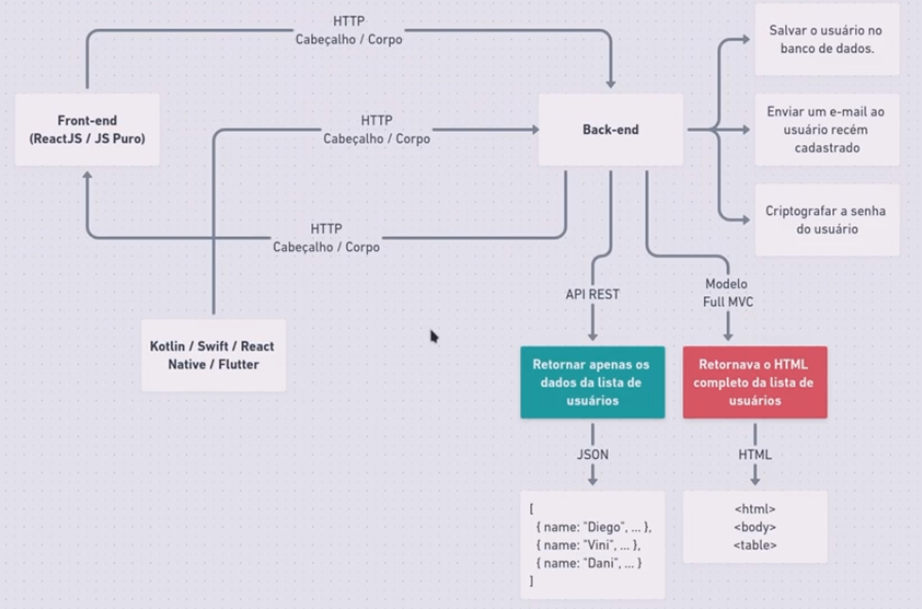 HTTP
Cabeçalho / Corpo
Salvar o usuário no
banco de dados.
Front-end
(ReactJS / JS Puro)
HTTP
Cabeçalho / Corpo
Back-end
Enviar um e-mail ao
usuário recém
cadastrado
Criptografar a senha
do usuário
HTTP
Cabeçalho / Corpo
API REST
Modelo
Full MVC
Kotlin / Swift / React
Native / Flutter
Retornar apenas os
dados da lista de
usuários
Retornava o HTML
completo da lista de
usuários
JSON
HTML
[
{ name: "Diego", ... },
{ name: "Vini", ... },
{ name: "Dani", ... }
]
<html>
<body>
<table>